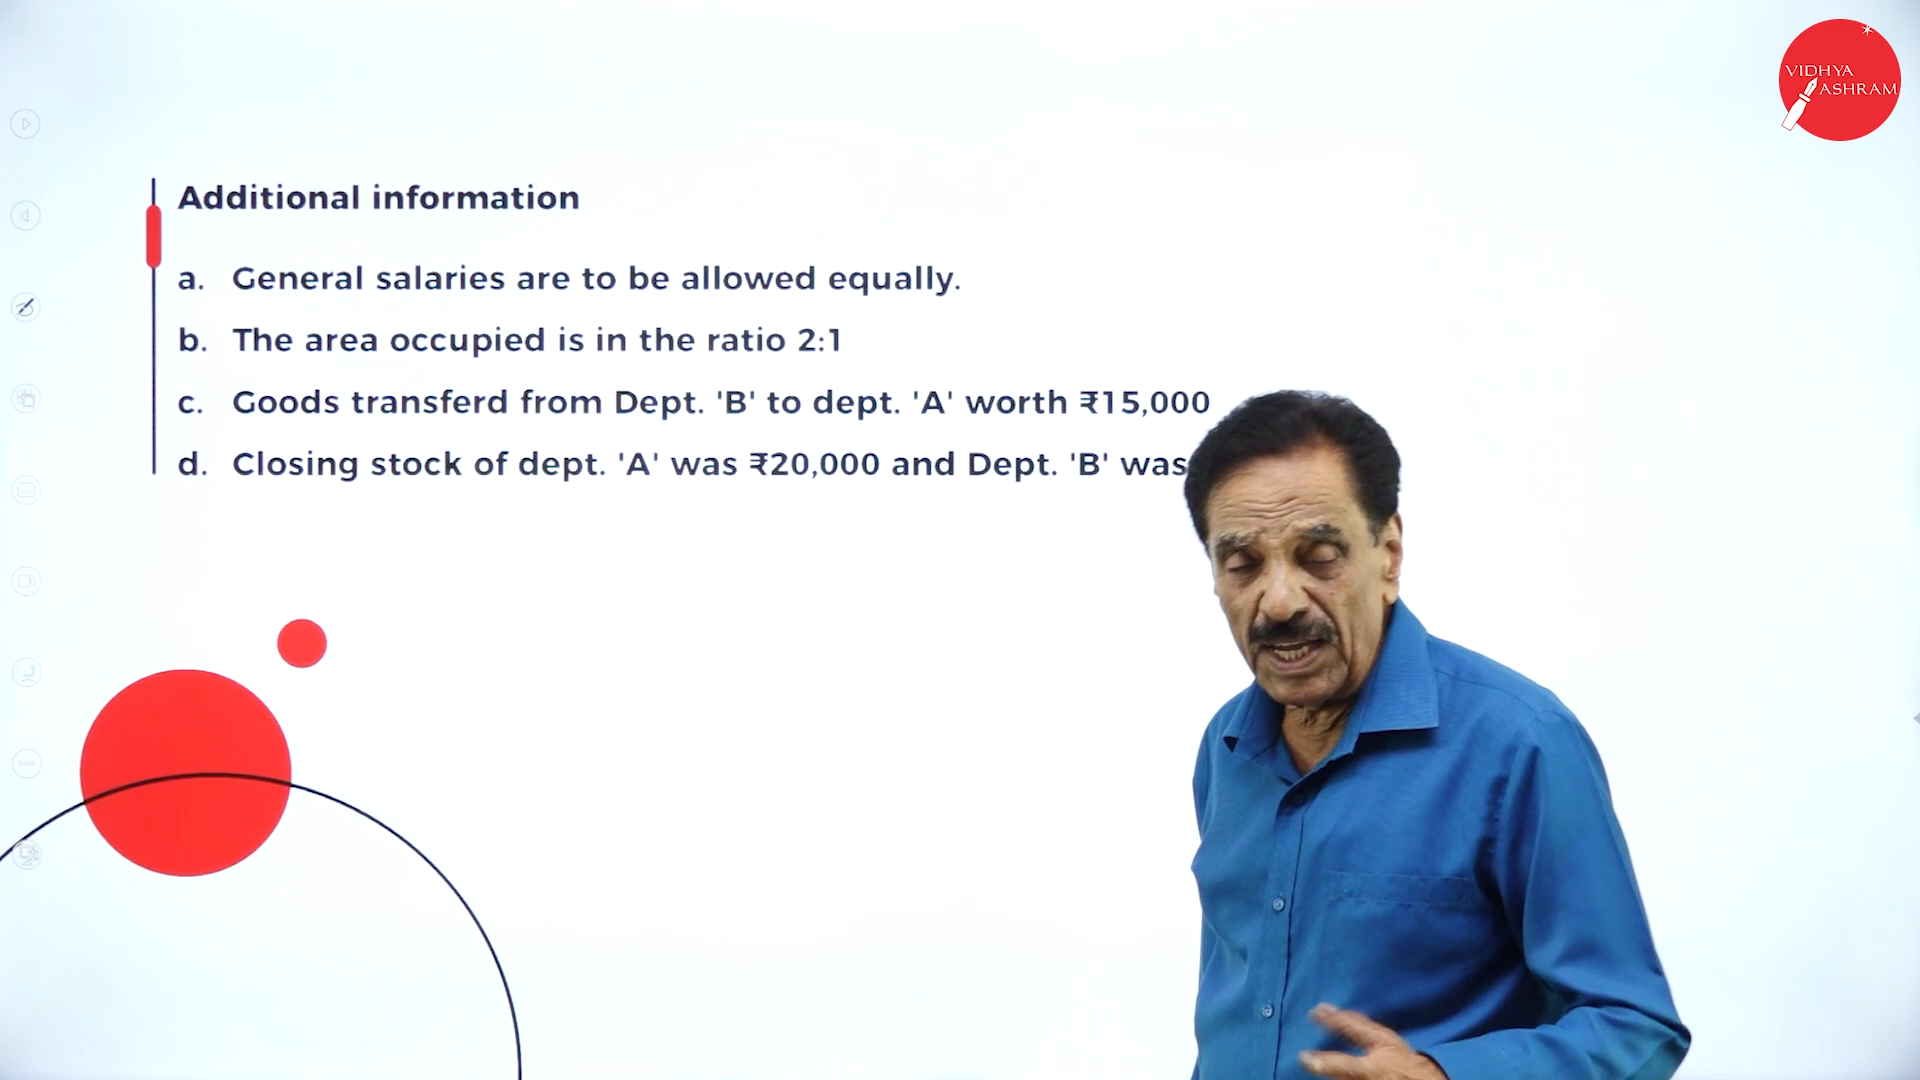 VIDHYA
ASHRAM
Additional information
a. General salaries are to be allowed equally.
b. The area occupied is in the ratio 2:1
c. Goods transferd from Dept. 'B' to dept. 'A' worth ₹15,000
d. Closing stock of dept. 'A' was ₹20,000 and Dept. 'B' was